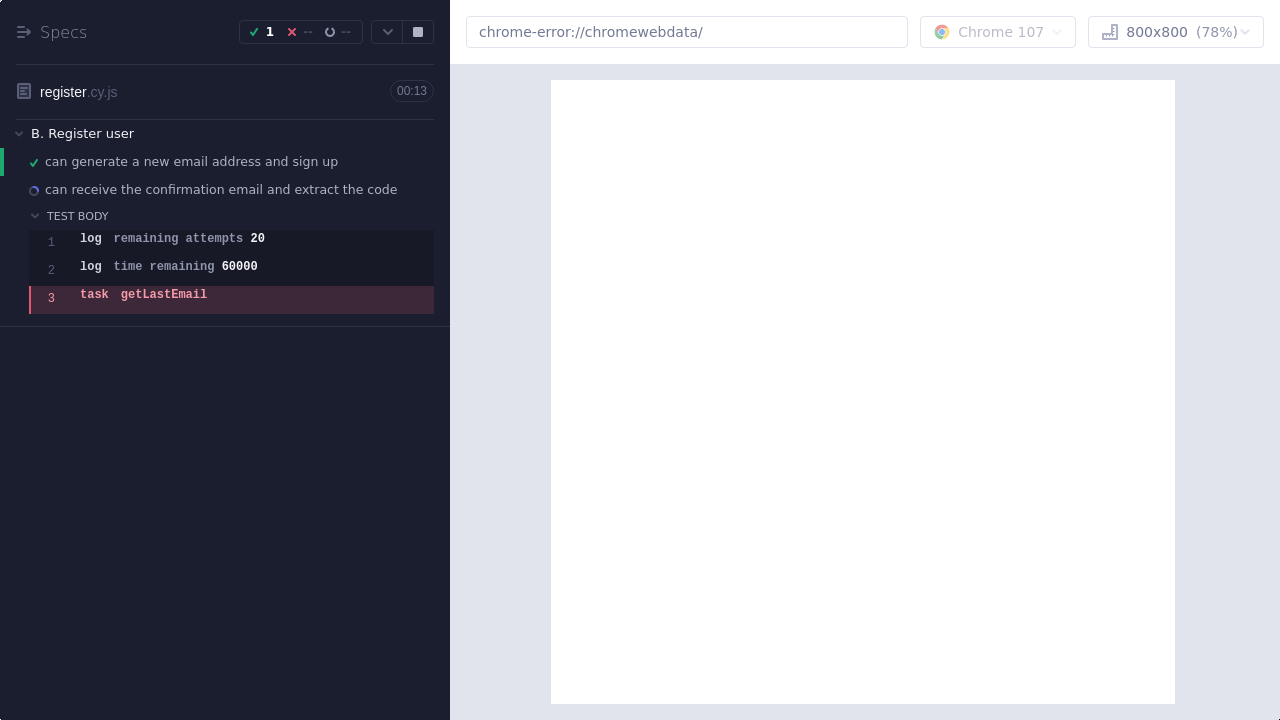 Specs
1 -- --
register.cy.js
00:13
B. Register user
can generate a new email address and sign up
can receive the confirmation email and extract the code
TEST BODY
1 log remaining attempts 20
2 log time remaining 60000
3 task getLastEmail
chrome-error://chromewebdata/
Chrome 107
800x800 (78%)